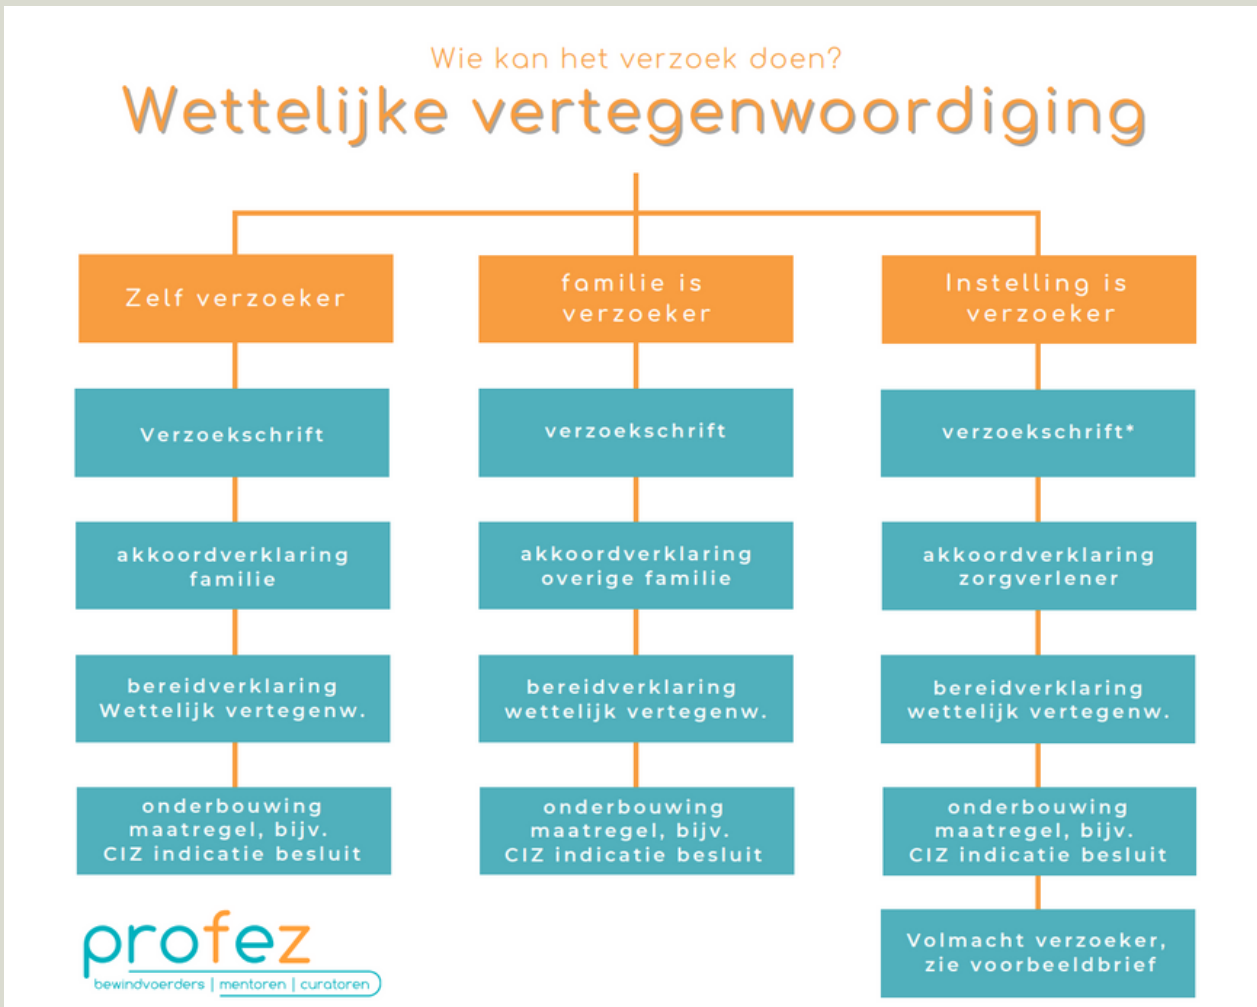 Wie kan het verzoek doen?
Wettelijke vertegenwoordiging
Zelf verzoeker
Verzoekschrift
akkoordverklaring
familie
bereidverklaring
Wettelijk vertegenw.
onderbouwing
maatregel, bijv.
CIZ indicatie besluit
familie is
verzoeker
verzoekschrift
akkoordverklaring
overige familie
bereidverklaring
wettelijk vertegenw.
onderbouwing
maatregel, bijv.
CIZ indicatie besluit
Instelling is
verzoeker
verzoekschrift*
akkoordverklaring
zorgverlener
bereidverklaring
wettelijk vertegenw.
onderbouwing
maatregel, bijv.
CIZ indicatie besluit
Volmacht verzoeker,
zie voorbeeldbrief
profez
bewindvoerders | mentoren | curatoren